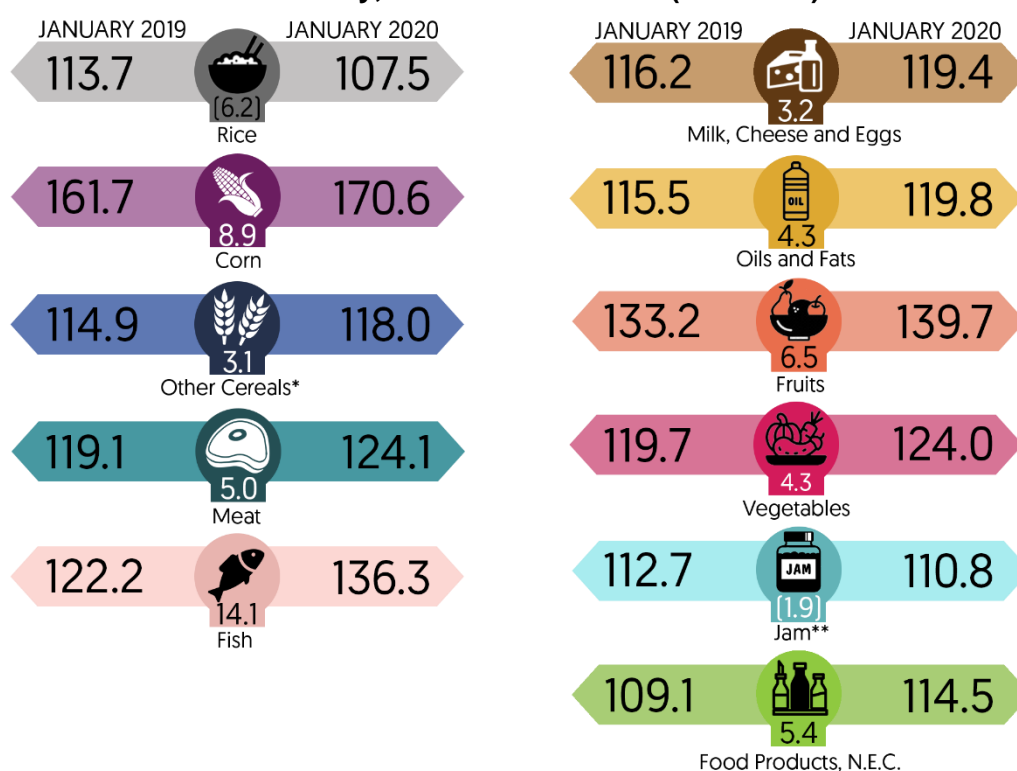 JANUARY 2019 JANUARY 2020
113.7 107.5
(6.2)
Rice
161.7 170.6
8.9
Corn
114.9 118.0
3.1
Other Cereals*
119.1 124.1
5.0
Meat
122.2 136.3
14.1
Fish
JANUARY 2019 JANUARY 2020
116.2 119.4
3.2
Milk, Cheese and Eggs
115.5 119.8
OIL
4.3
Oils and Fats
133.2 139.7
6.5
Fruits
119.7 124.0
4.3
Vegetables
112.7 110.8
JAM
(1.9)
Jam**
109.1 114.5
5.4
Food Products, N.E.C.